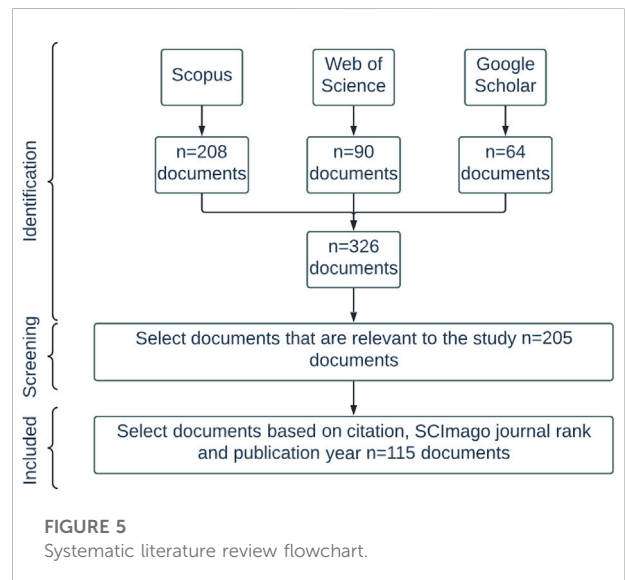 Identification
Scopus
Web of
Science
Google
Scholar
n=208
documents
n=90
documents
n=64
documents
n=326
documents
Screening
Select documents that are relevant to the study n=205
documents
Included
Select documents based on citation, SCImago journal rank
and publication year n=115 documents
FIGURE 5
Systematic literature review flowchart.